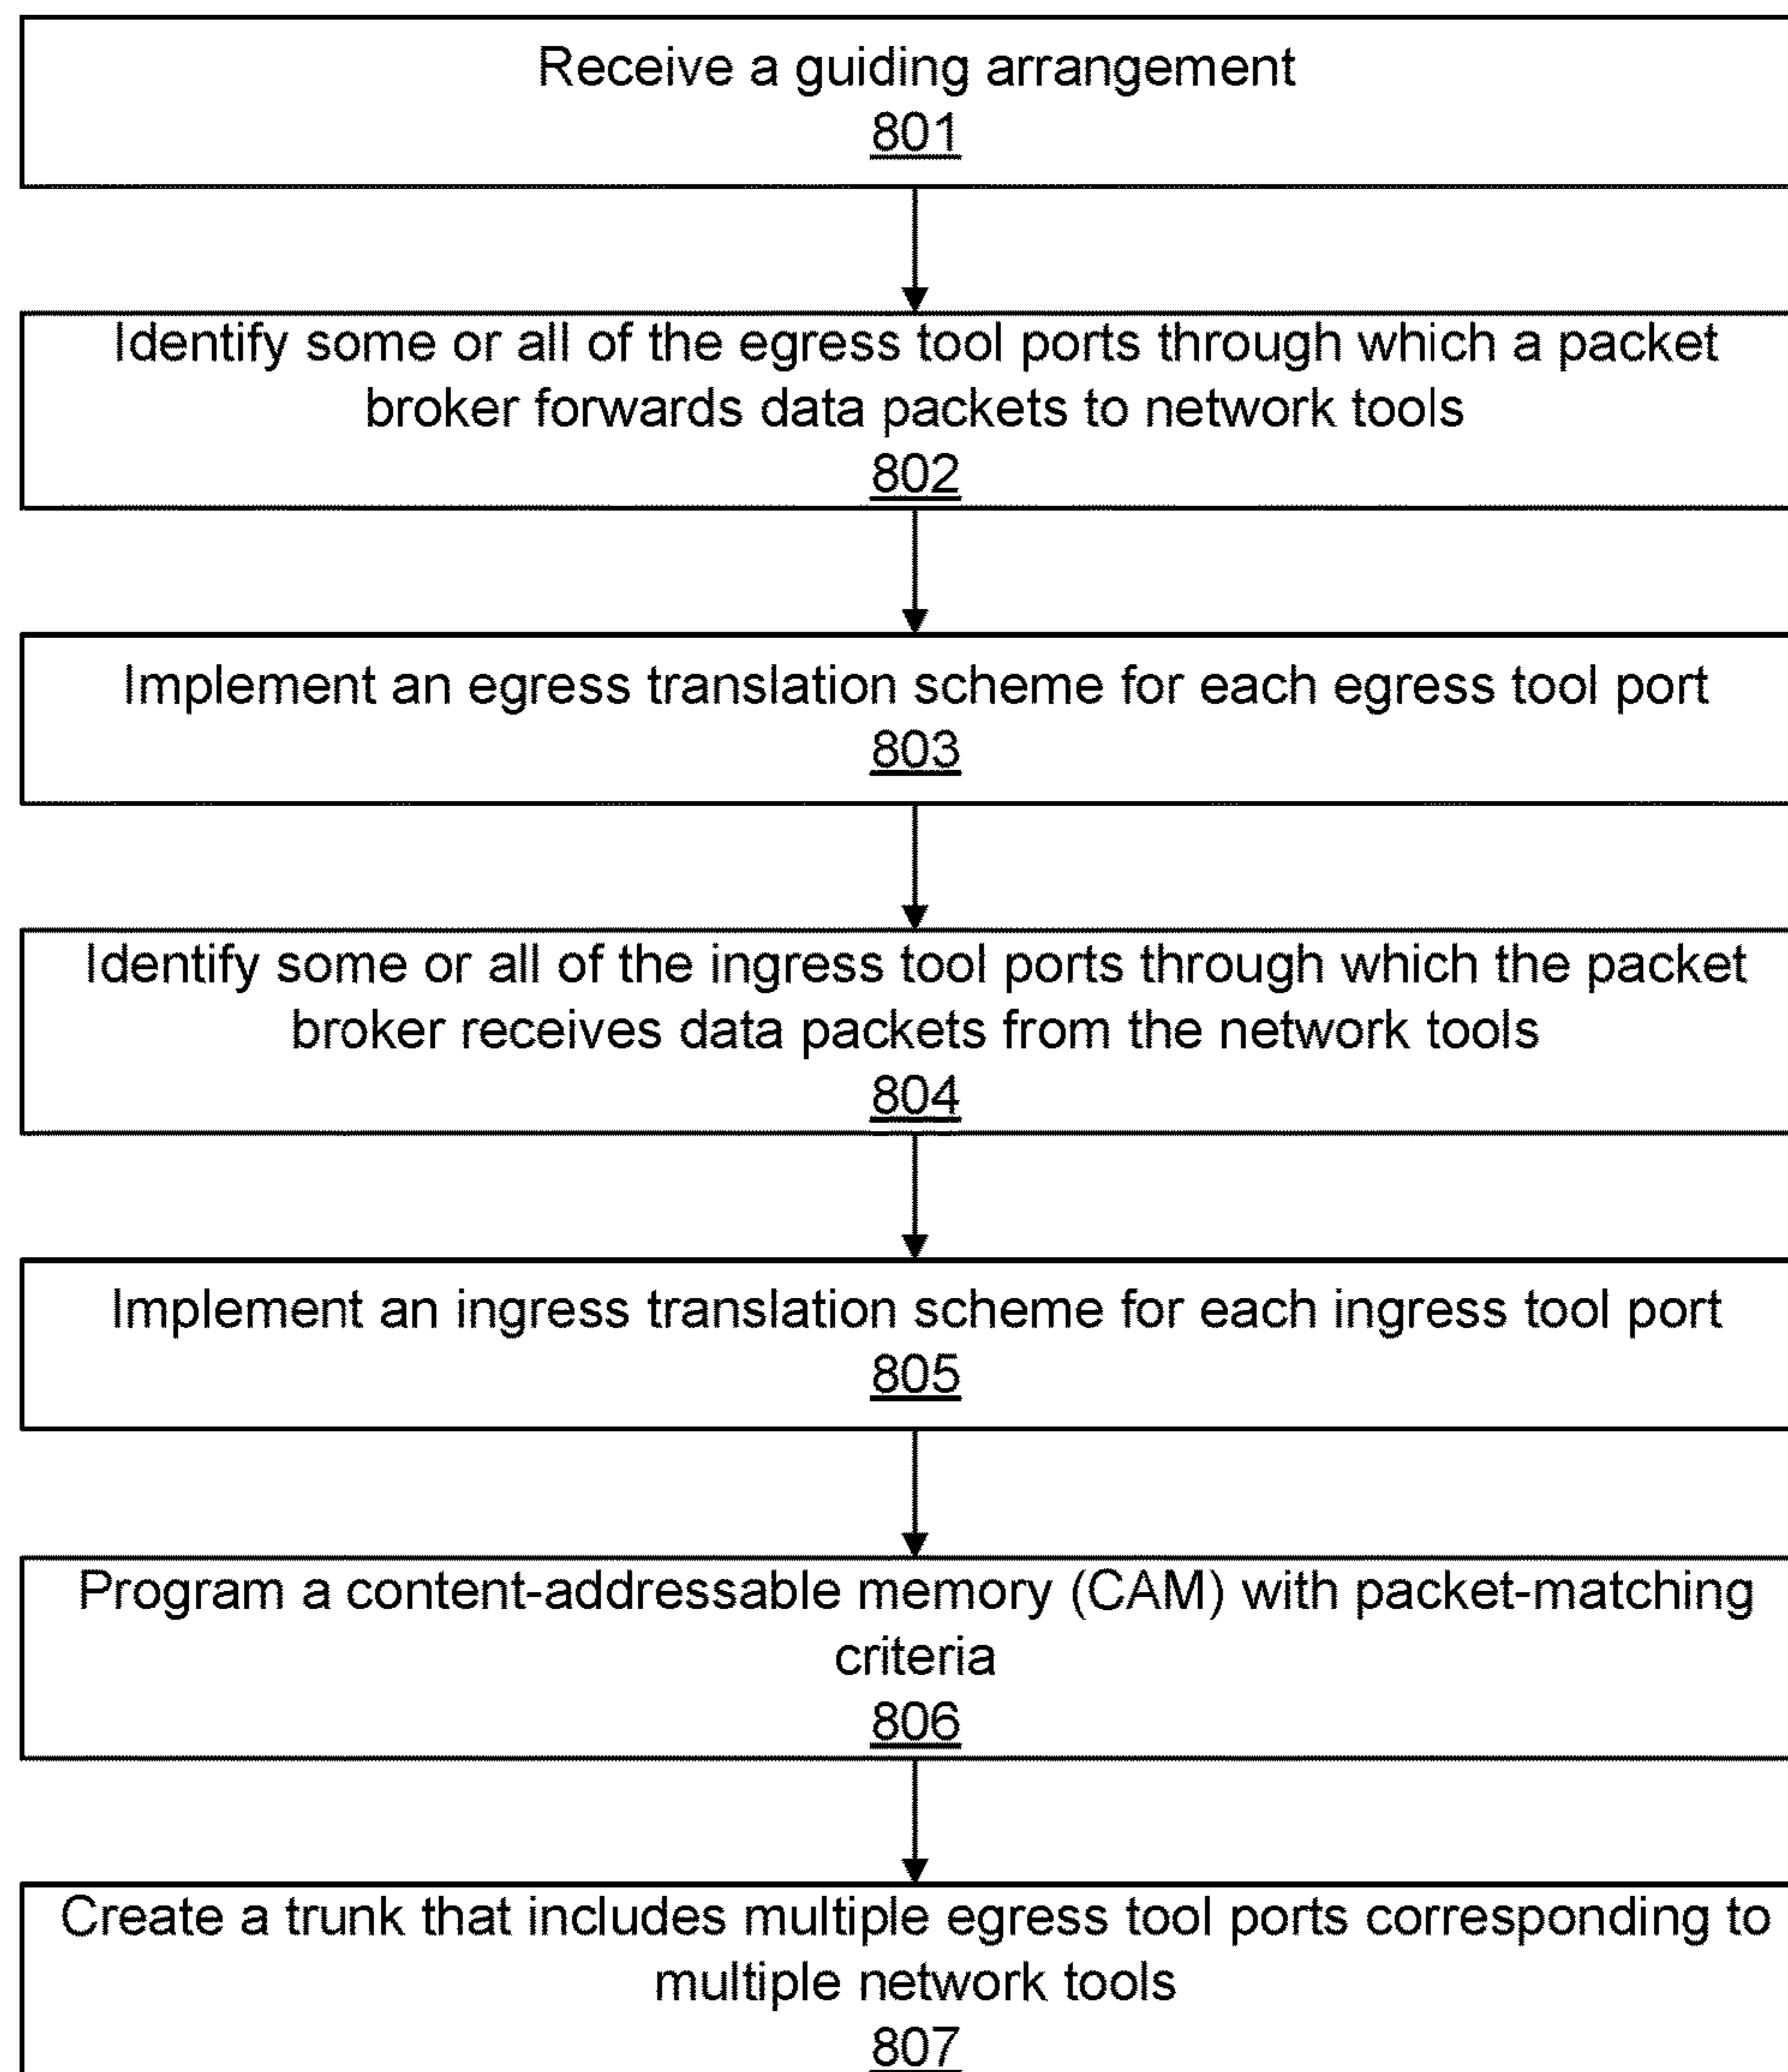 Receive a guiding arrangement
801
Identify some or all of the egress tool ports through which a packet
broker forwards data packets to network tools
802
Implement an egress translation scheme for each egress tool port
803
Identify some or all of the ingress tool ports through which the packet
broker receives data packets from the network tools
804
Implement an ingress translation scheme for each ingress tool port
805
Program a content-addressable memory (CAM) with packet-matching
criteria
806
Create a trunk that includes multiple egress tool ports corresponding to
multiple network tools
807